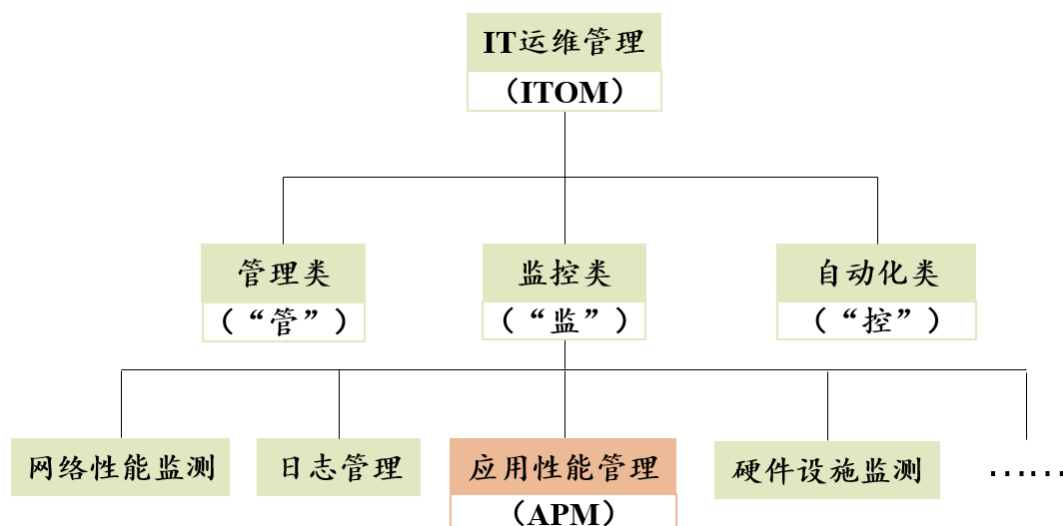 IT运维管理
（ITOM）
管理类
（“管”）
监控类
（“监”）
自动化类
（“控”）
网络性能监测
日志管理
应用性能管理
（APM）
硬件设施监测
……